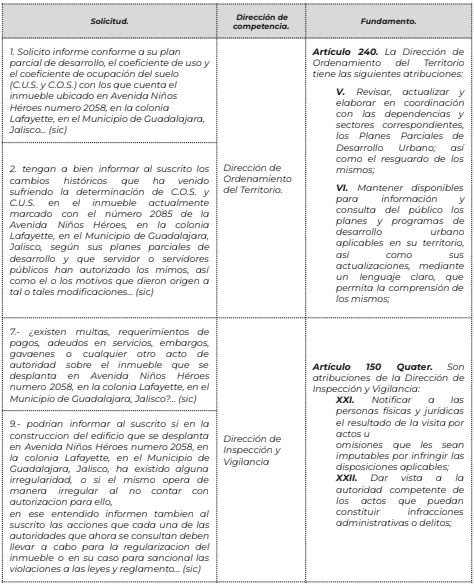 Solicitud.
Dirección de
competencia.
Fundamento.
1. Solicito informe conforme a su plan
parcial de desarrollo, el coeficiente de uso y
el coeficiente de ocupación del suelo
(C.U.S. y C.O.S.) con los que cuenta el
inmueble ubicado en Avenida Niños
Héroes numero 2058, en la colonia
Lafayette, en el Municipio de Guadalajara,
Jalisco... (sic)
2. tengan a bien informar al suscrito los
cambios históricos que ha venido
sufriendo la determinación de C.O.S. y
C.U.S. en el inmueble actualmente
marcado con el número 2085 de la
Avenida Niños Héroes, en la colonia
Lafayette, en el Municipio de Guadalajara,
Jalisco, según sus planes parciales de
desarrollo y que servidor o servidores
públicos han autorizado los mimos, así
como el o los motivos que dieron origen a
tal o tales modificaciones... (sic)
Dirección de
Ordenamiento
del Territorio.
Artículo 240. La Dirección de
Ordenamiento del Territorio
tiene las siguientes atribuciones:
V. Revisar, actualizar y
elaborar en coordinación
con las dependencias y
sectores correspondientes,
los Planes Parciales de
Desarrollo Urbano; así
como el resguardo de los
mismos;
VI. Mantener disponibles
para información y
consulta del público los
planes y programas de
desarrollo urbano
aplicables en su territorio,
así como sus
actualizaciones, mediante
un lenguaje claro, que
permita la comprensión de
los mismos;
7.- ¿existen multas, requerimientos de
pagos, adeudos en servicios, embargos,
gavaenes o cualquier otro acto de
autoridad sobre el inmueble que se
desplanta en Avenida Niños Héroes
numero 2058, en la colonia Lafayette, en el
Municipio de Guadalajara, Jalisco?... (sic)
9.- podrian informar al suscrito si en la
construccion del edificio que se desplanta
en Avenida Niños Héroes numero 2058, en
la colonia Lafayette, en el Municipio de
Guadalajara, Jalisco, ha existido alguna
irregularidad, o si el mismo opera de
manera irregular al no contar con
autorizacion para ello,
en ese entendido informen tambien al
suscrito las acciones que cada una de las
autoridades que ahora se consultan deben
llevar a cabo para la regularizacion del
inmueble o en su caso para sancional las
violaciones a las leyes y reglamento... (sic)
Dirección de
Inspección y
Vigilancia
Artículo 150 Quater. Son
atribuciones de la Dirección de
Inspección y Vigilancia:
XXI. Notificar a las
personas físicas y jurídicas
el resultado de la visita por
actos u
omisiones que les sean
imputables por infringir las
disposiciones aplicables;
XXII. Dar vista a la
autoridad competente de
los actos que puedan
constituir infracciones
administrativas o delitos;